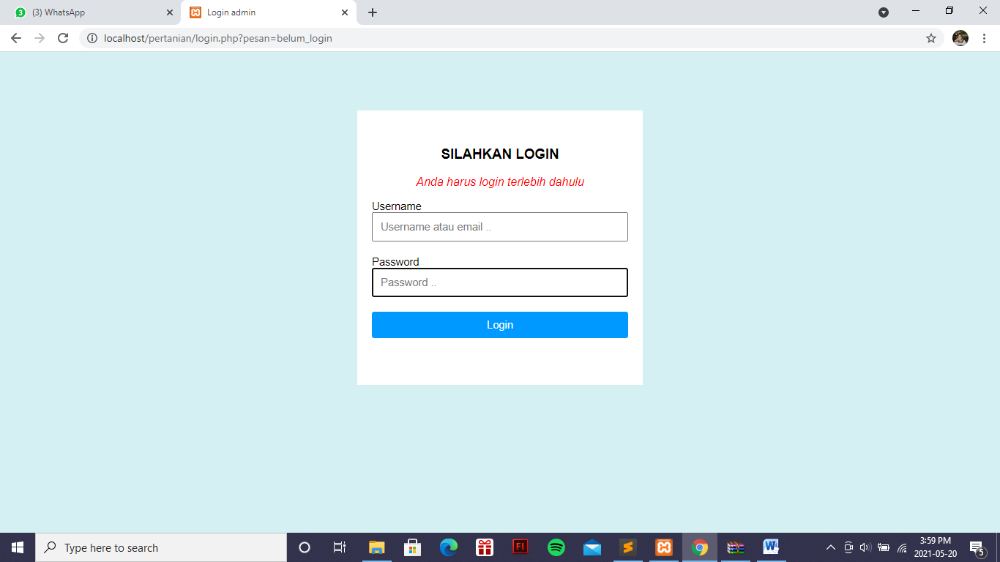 (3) WhatsApp
Login admin
localhost/pertanian/login.php?pesan=belum_login
SILAHKAN LOGIN
Anda harus login terlebih dahulu
Username
Username atau email ..
Password
Password ..
Login
Type here to search
3:59 PM
2021-05-20
5